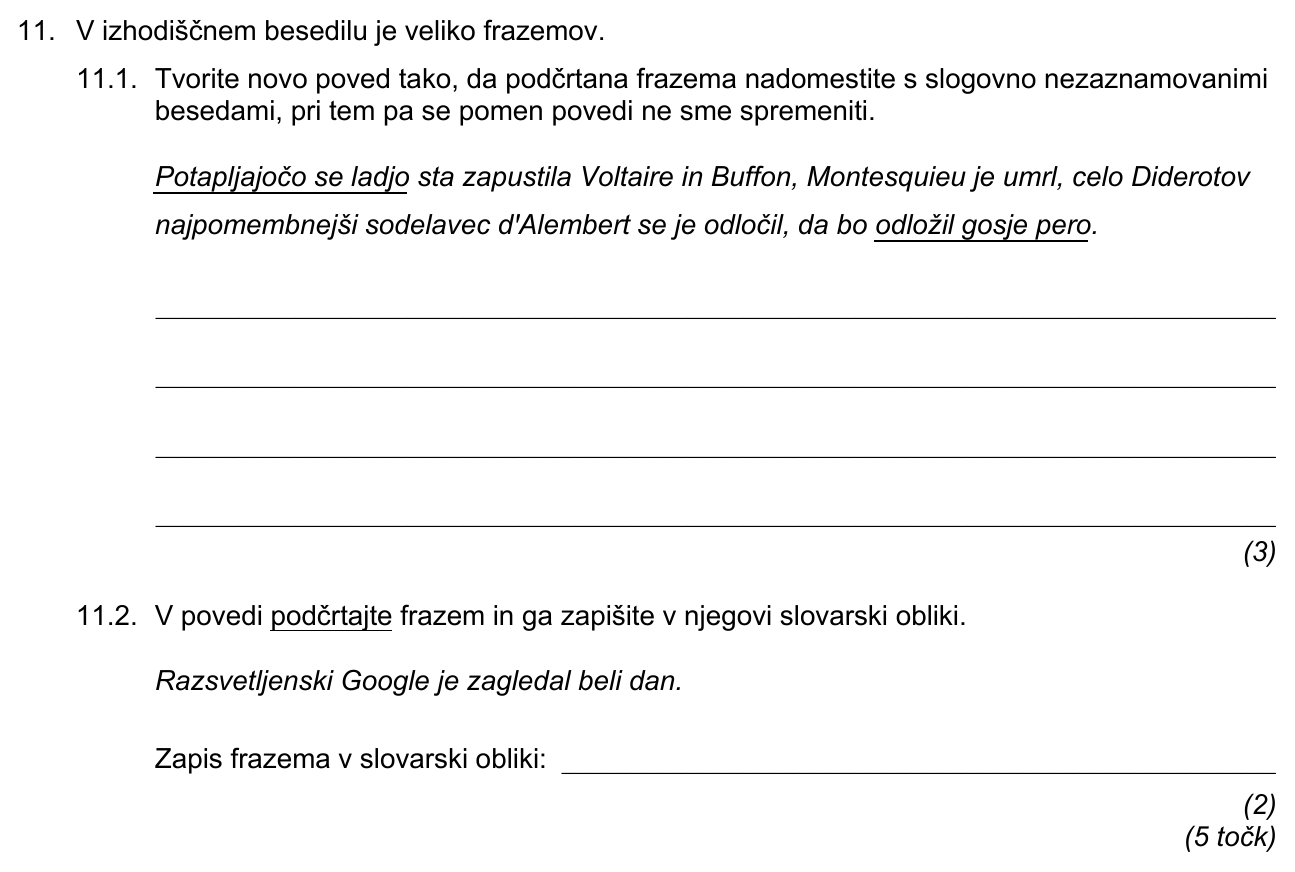 11. V izhodiščnem besedilu je veliko frazemov.
11.1. Tvorite novo poved tako, da podčrtana frazema nadomestite s slogovno nezaznamovanimi
besedami, pri tem pa se pomen povedi ne sme spremeniti.
Potapljajočo se ladjo sta zapustila Voltaire in Buffon, Montesquieu je umrl, celo Diderotov
najpomembnejši sodelavec d'Alembert se je odločil, da bo odložil gosje pero.
(3)
11.2. V povedi podčrtajte frazem in ga zapišite v njegovi slovarski obliki.
Razsvetljenski Google je zagledal beli dan.
Zapis frazema v slovarski obliki:
(2)
(5 točk)